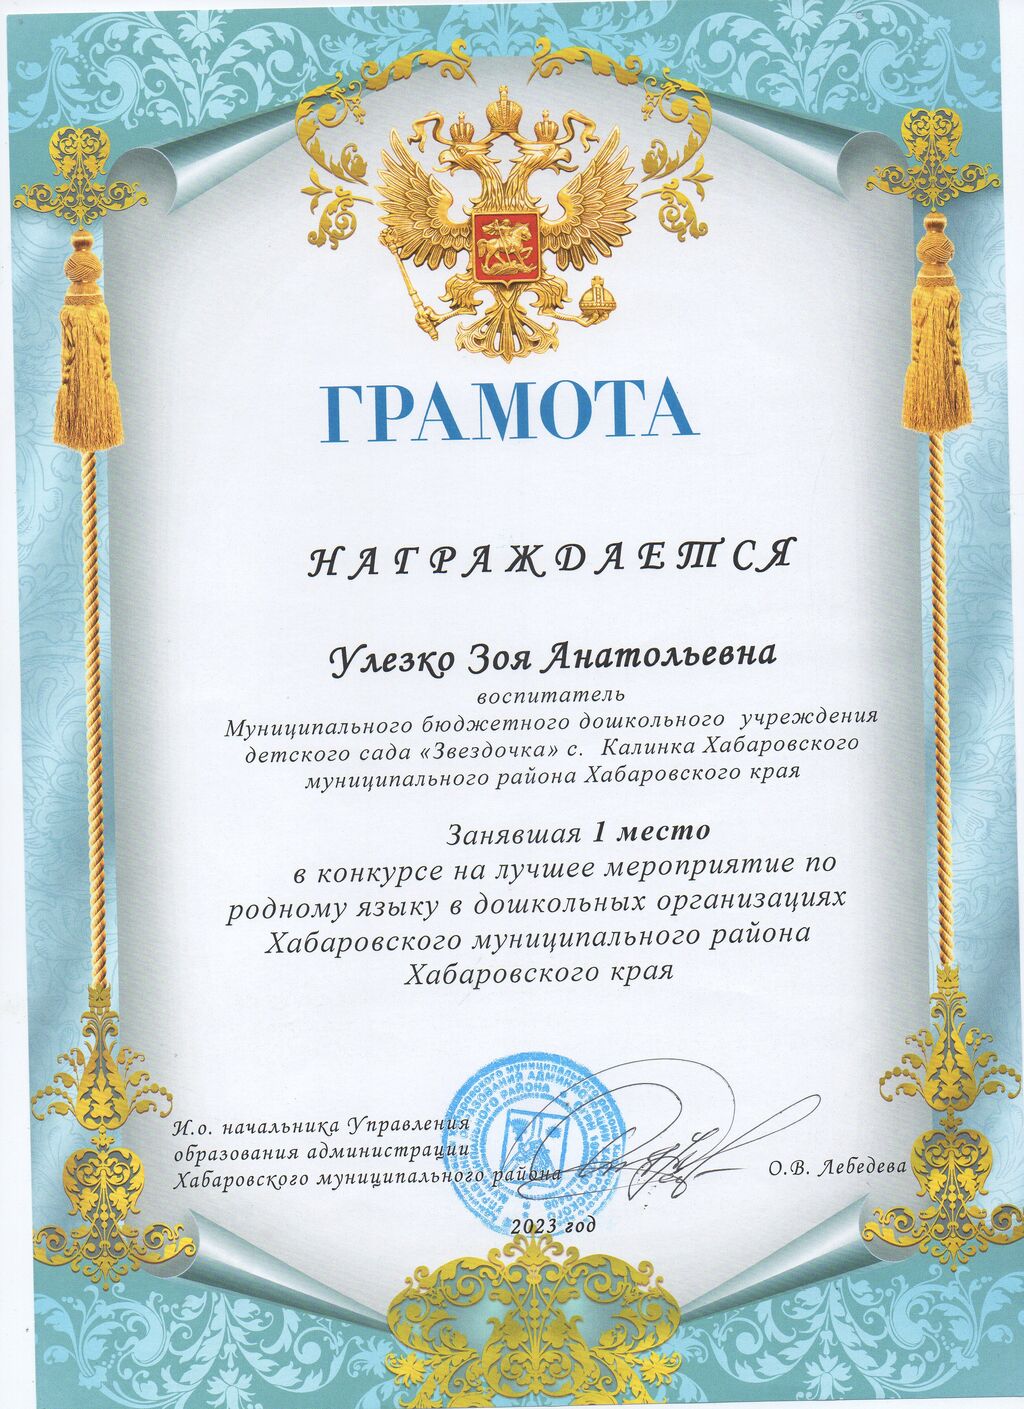 ГРАМОТА
НАГРАЖДАЕТСЯ
Улезко Зоя Анатольевна
воспитатель
Муниципального бюджетного дошкольного учреждения
детского сада «Звездочка» с. Калинка Хабаровского
муниципального района Хабаровского края
Занявшая 1 место
в конкурсе на лучшее мероприятие по
родному языку в дошкольных организациях
Хабаровского муниципального района
Хабаровского края
И.о. начальника Управления
образования администрации
Хабаровского муниципального района
О.В. Лебедева
2023 год